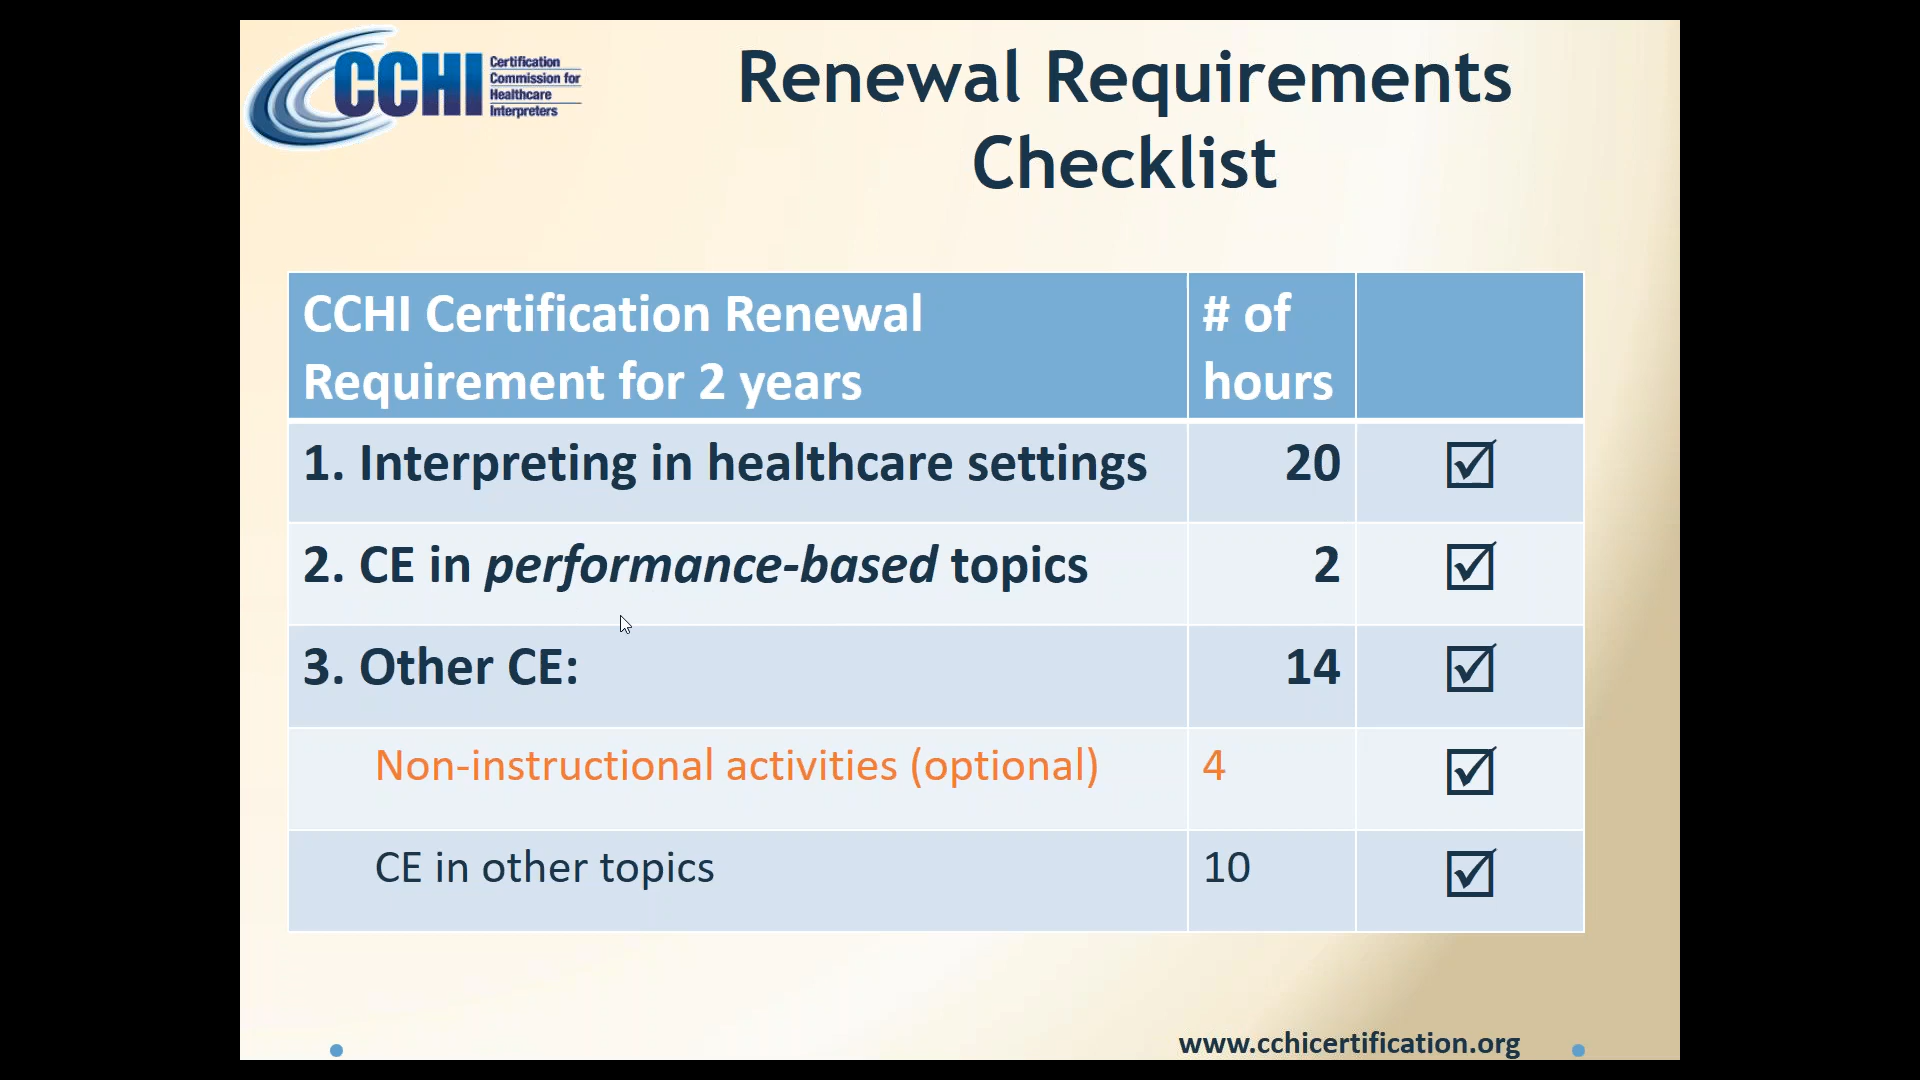 CCHI
Certification
Commission for
Healthcare
Interpreters
Renewal Requirements
Checklist
CCHI Certification Renewal
Requirement for 2 years
# of
hours
1. Interpreting in healthcare settings 20 ☑
2. CE in performance-based topics 2 ☑
3. Other CE: 14 ☑
Non-instructional activities (optional) 4 ☑
CE in other topics 10 ☑
www.cchicertification.org